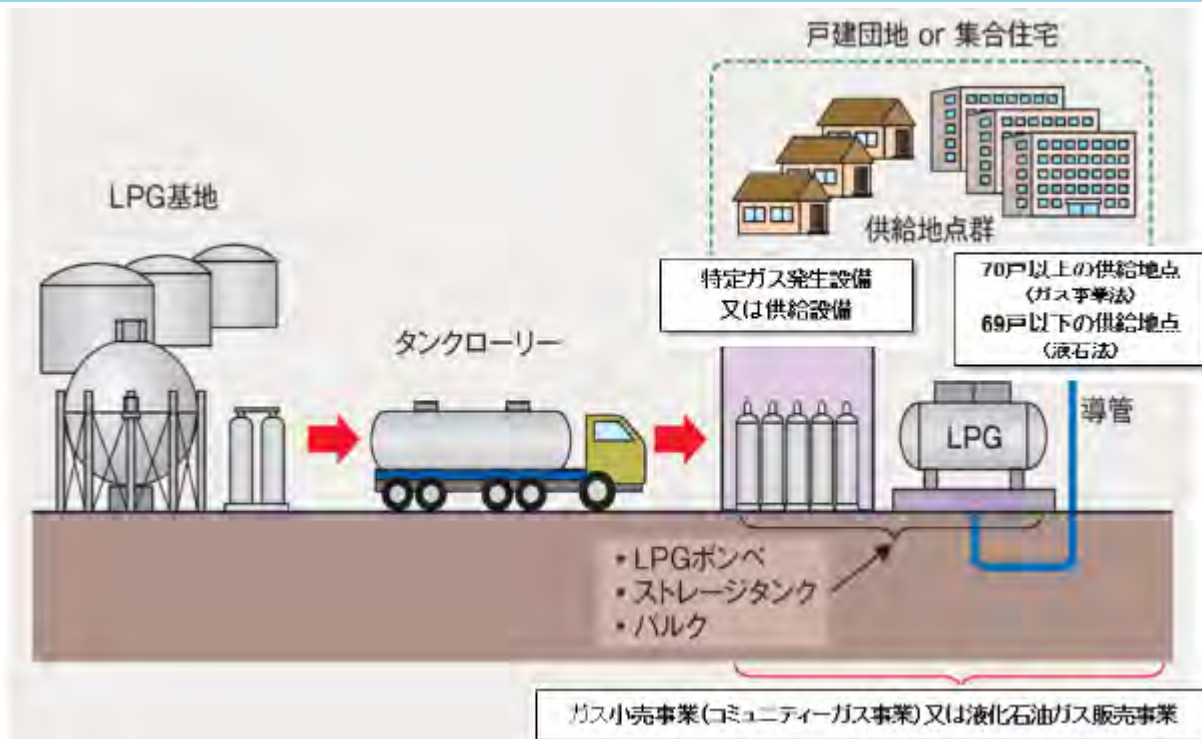 戸建団地 or 集合住宅
LPG基地
供給地点群
特定ガス発生設備
又は供給設備
70戸以上の供給地点
(ガス事業法)
69戸以下の供給地点
(液石法)
タンクローリー
LPG
導管
・LPGボンベ
・ストレージタンク
・バルク
ガス小売事業(コミュニティーガス事業)又は液化石油ガス販売事業